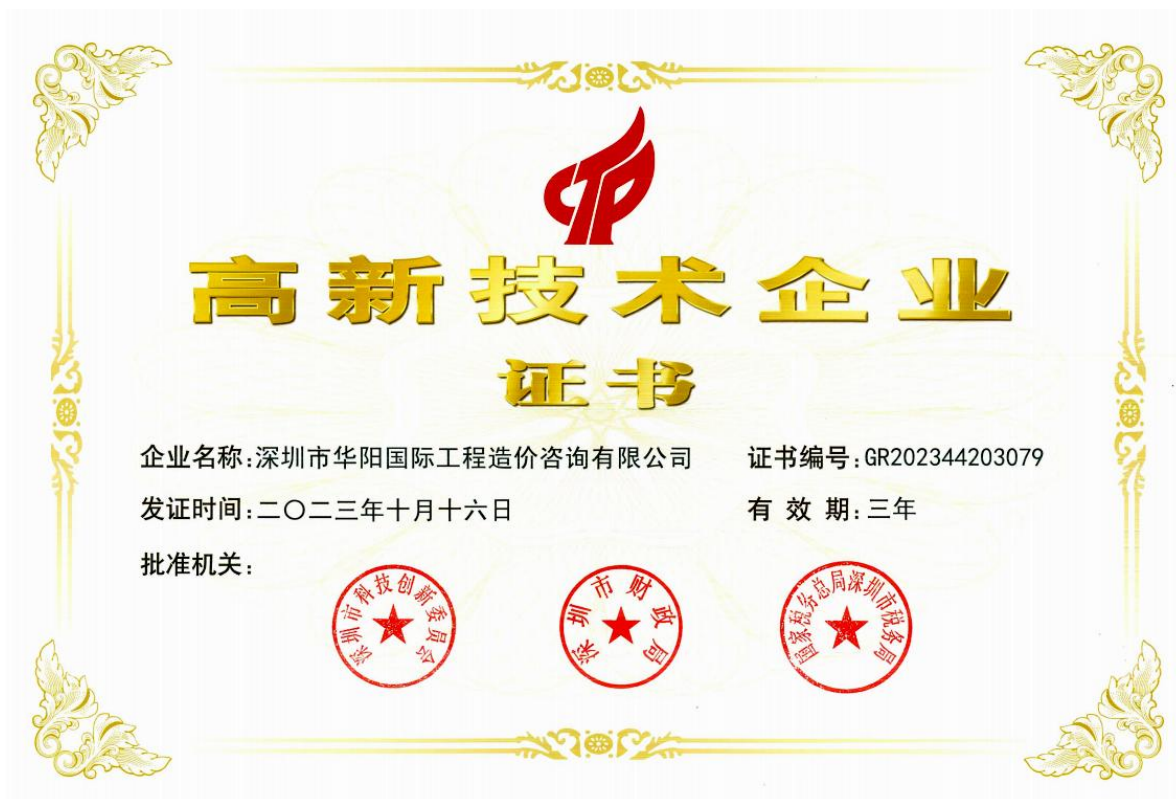 高新技术企业
证书
企业名称:深圳市华阳国际工程造价咨询有限公司 证书编号:GR202344203079
发证时间:二〇二三年十月十六日 有效期:三年
批准机关:
深圳市科技创新委员会
深圳市财政局
国家税务总局深圳市税务局